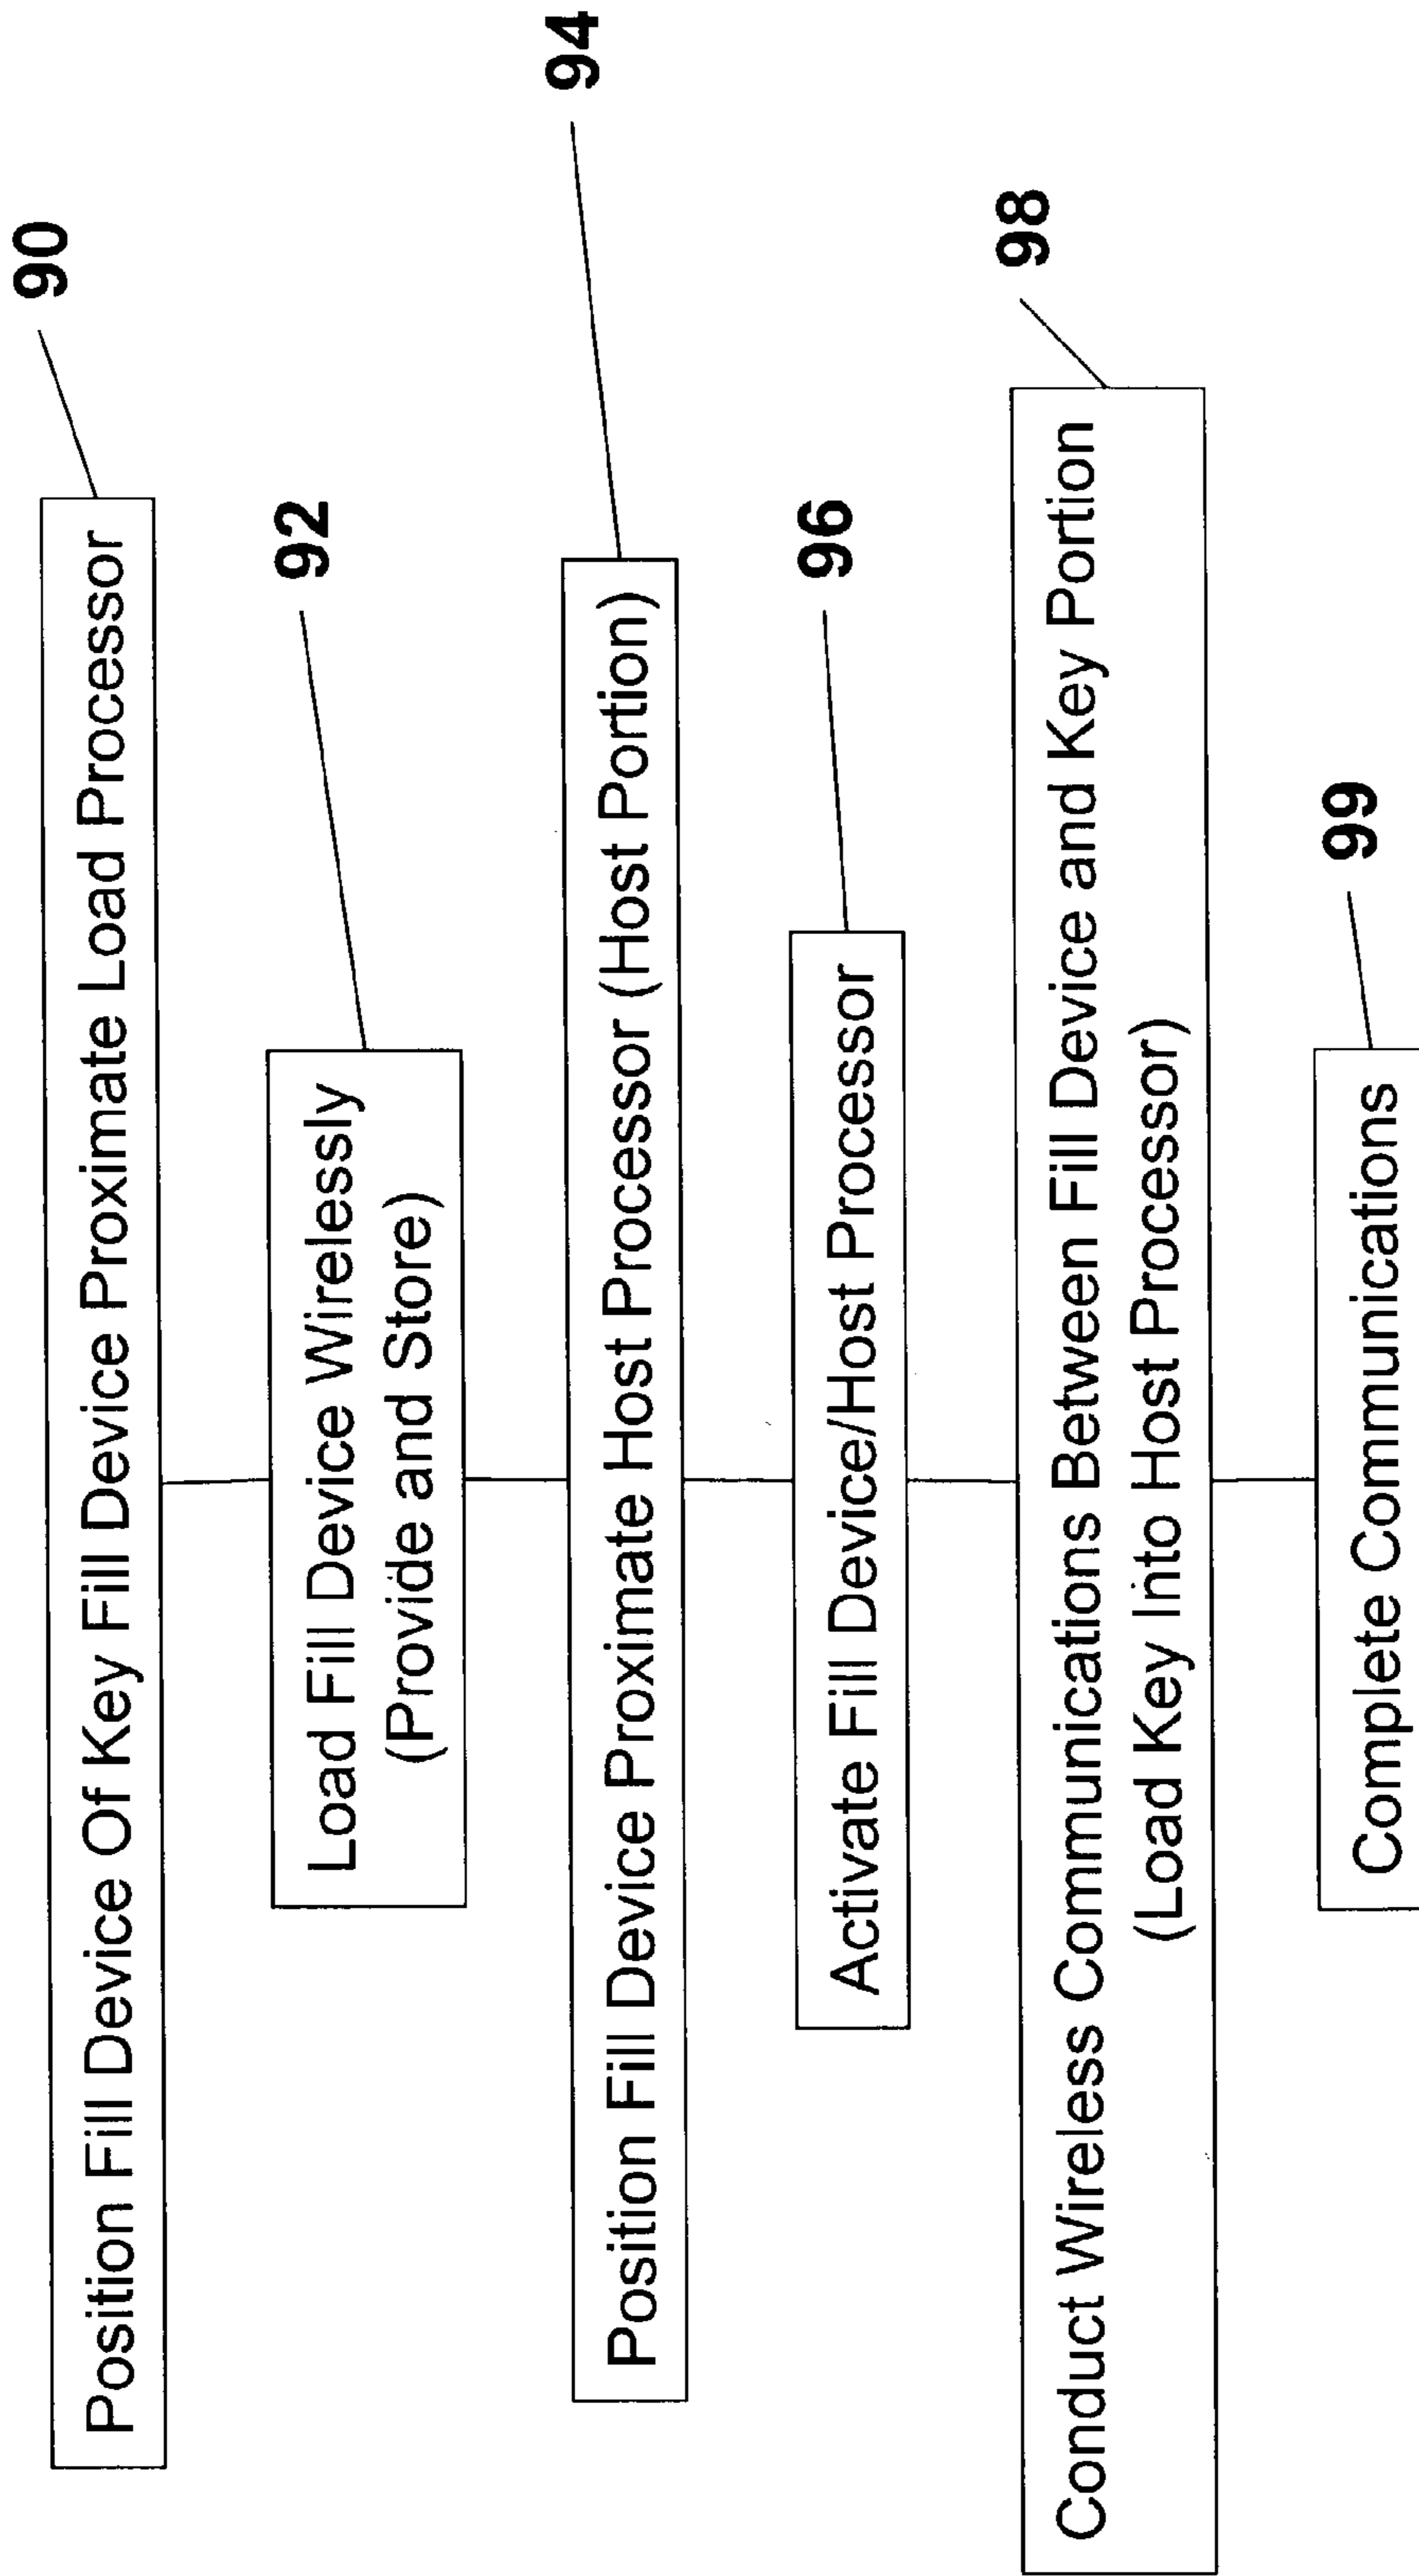 Position Fill Device Of Key Fill Device Proximate Load Processor
90
Load Fill Device Wirelessly
(Provide and Store)
92
Position Fill Device Proximate Host Processor (Host Portion)
94
Activate Fill Device/Host Processor
96
Conduct Wireless Communications Between Fill Device and Key Portion
(Load Key Into Host Processor)
98
Complete Communications
99